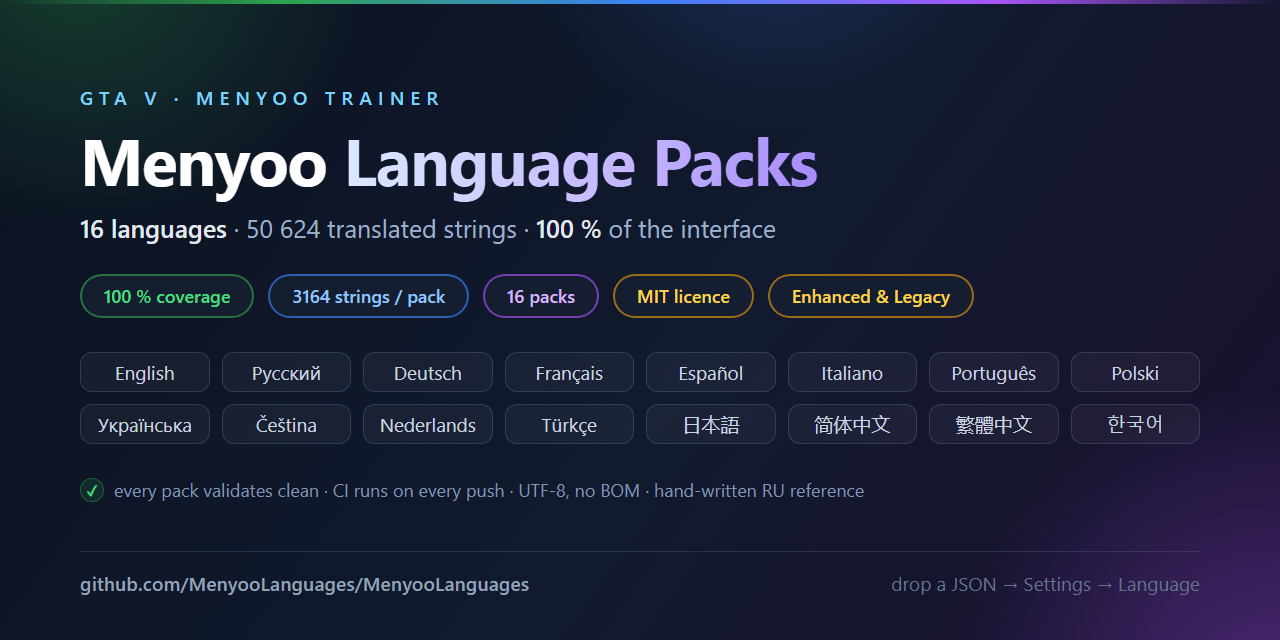 GTA V · MENYOO TRAINER
Menyoo Language Packs
16 languages · 50 624 translated strings · 100 % of the interface
100 % coverage 3164 strings / pack 16 packs MIT licence Enhanced & Legacy
English Русский Deutsch Français Español Italiano Português Polski
Українська Čeština Nederlands Türkçe 日本語 简体中文 繁體中文 한국어
✓ every pack validates clean · CI runs on every push · UTF-8, no BOM · hand-written RU reference
github.com/MenyooLanguages/MenyooLanguages drop a JSON → Settings → Language